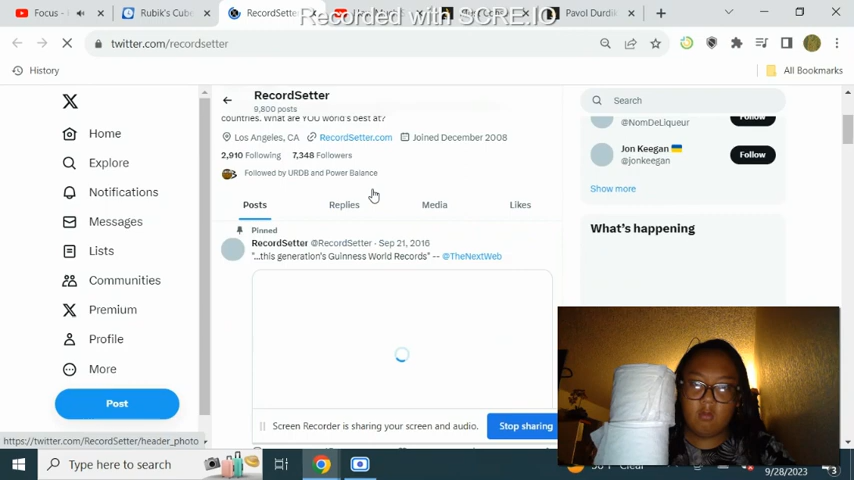 Focus -
Rubik's Cub
RecordSetter
Pavol Durdik
Recorded with SCRE.IO
twitter.com/recordsetter
History
All Bookmarks
RecordSetter
9,800 posts
Search
countries. What are YOU world's best at?
@NomDeLiqueur
Follow
Los Angeles, CA
RecordSetter.com
Joined December 2008
2,910 Following
7,348 Followers
Jon Keegan
@jonkeegan
Follow
Followed by URDB and Power Balance
Show more
Posts
Replies
Media
Likes
What's happening
Pinned
RecordSetter @RecordSetter · Sep 21, 2016
"...this generation's Guinness World Records" -- @TheNextWeb
Home
Explore
Notifications
Messages
Lists
Communities
Premium
Profile
More
Post
Screen Recorder is sharing your screen and audio.
Stop sharing
https://twitter.com/RecordSetter/header_photo
Type here to search
Clear
9/28/2023
3